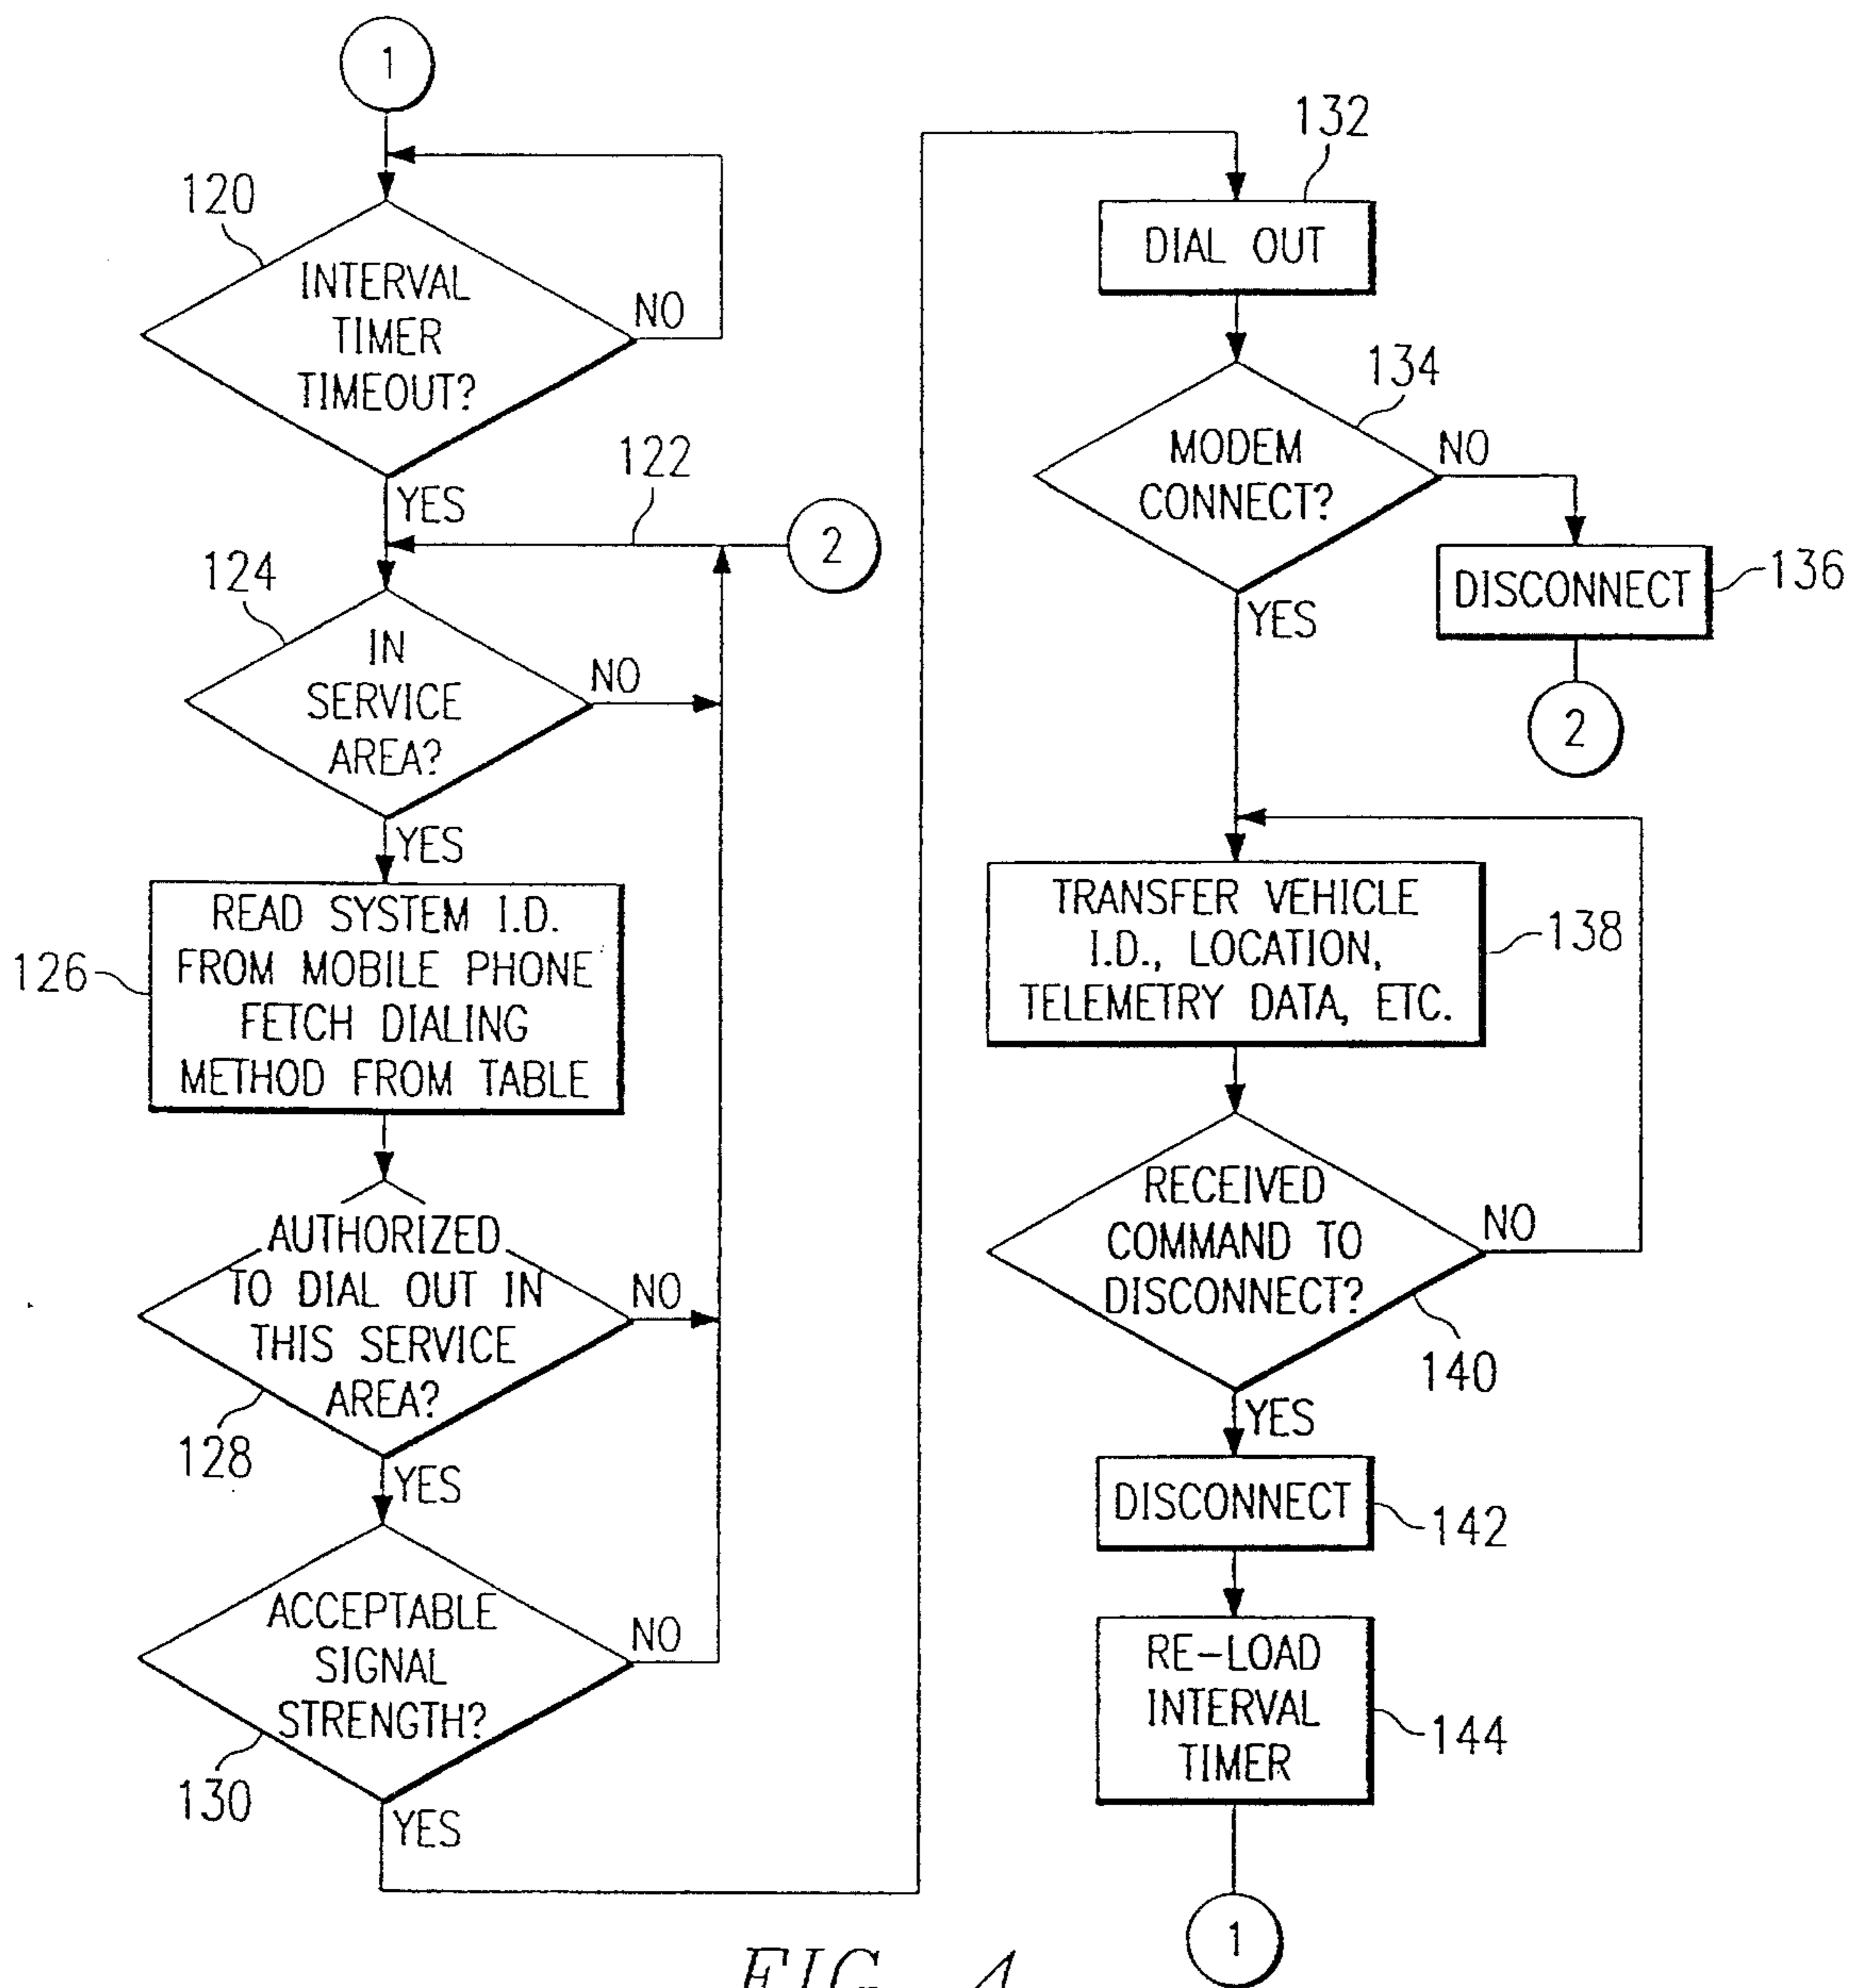 1
120
INTERVAL
TIMER
TIMEOUT?
NO
YES
122
2
124
IN
SERVICE
AREA?
NO
YES
126
READ SYSTEM I.D.
FROM MOBILE PHONE
FETCH DIALING
METHOD FROM TABLE
AUTHORIZED
TO DIAL OUT IN
THIS SERVICE
AREA?
NO
128
YES
ACCEPTABLE
SIGNAL
STRENGTH?
NO
130
YES
132
DIAL OUT
134
MODEM
CONNECT?
NO
YES
DISCONNECT
136
2
TRANSFER VEHICLE
I.D., LOCATION,
TELEMETRY DATA, ETC.
138
RECEIVED
COMMAND TO
DISCONNECT?
NO
140
YES
DISCONNECT
142
RE-LOAD
INTERVAL
TIMER
144
1
FIG. 4